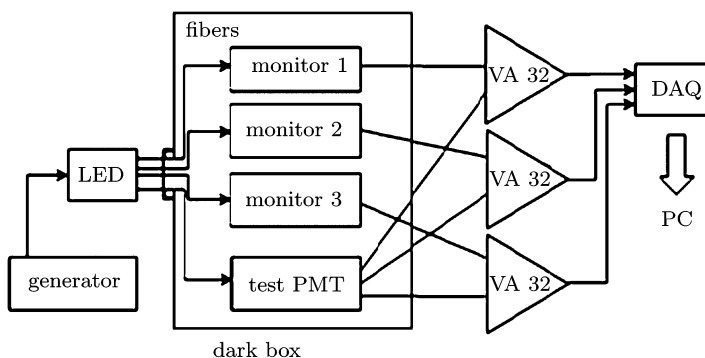 fibers
monitor 1
VA 32
DAQ
monitor 2
LED
VA 32
monitor 3
PC
generator
test PMT
VA 32
dark box